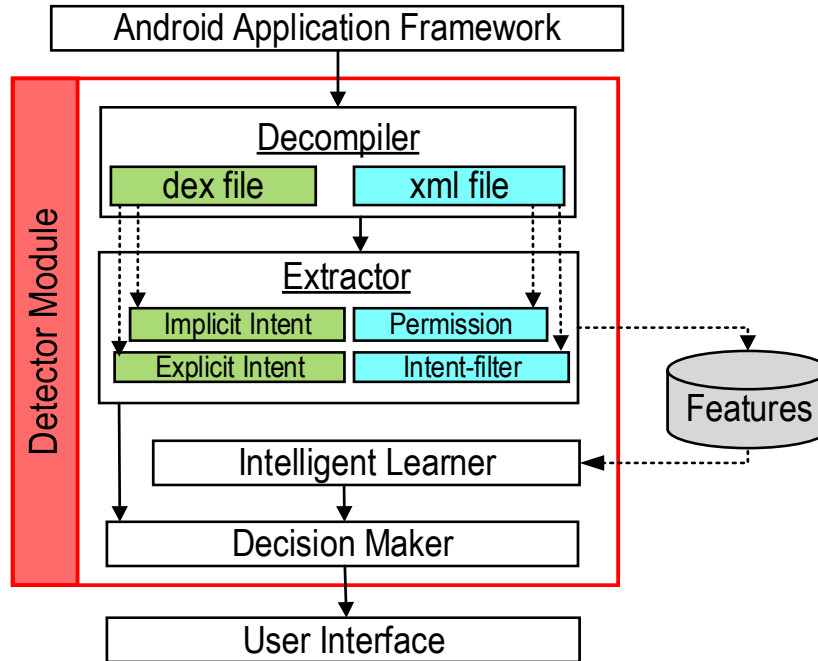 Android Application Framework
Detector Module
Decompiler
dex file
xml file
Extractor
Implicit Intent
Permission
Explicit Intent
Intent-filter
Features
Intelligent Learner
Decision Maker
User Interface